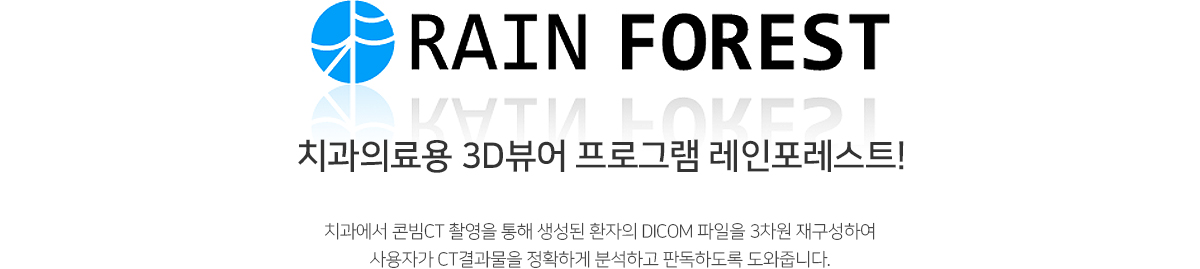 RAIN FOREST
치과의료용 3D뷰어 프로그램 레인포레스트!
치과에서 콘빔CT 촬영을 통해 생성된 환자의 DICOM 파일을 3차원 재구성하여
사용자가 CT결과물을 정확하게 분석하고 판독하도록 도와줍니다.